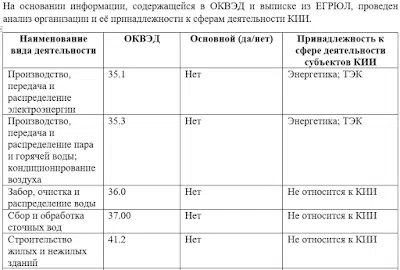 На основании информации, содержащейся в ОКВЭД и выписке из ЕГРЮЛ, проведен
анализ организации и её принадлежности к сферам деятельности КИИ.
Наименование вида деятельности ОКВЭД Основной (да/нет) Принадлежность к сфере деятельности субъектов КИИ
Производство, передача и распределение электроэнергии 35.1 Нет Энергетика; ТЭК
Производство, передача и распределение пара и горячей воды; кондиционирование воздуха 35.3 Нет Энергетика; ТЭК
Забор, очистка и распределение воды 36.0 Нет Не относится к КИИ
Сбор и обработка сточных вод 37.00 Нет Не относится к КИИ
Строительство жилых и нежилых зданий 41.2 Нет Не относится к КИИ